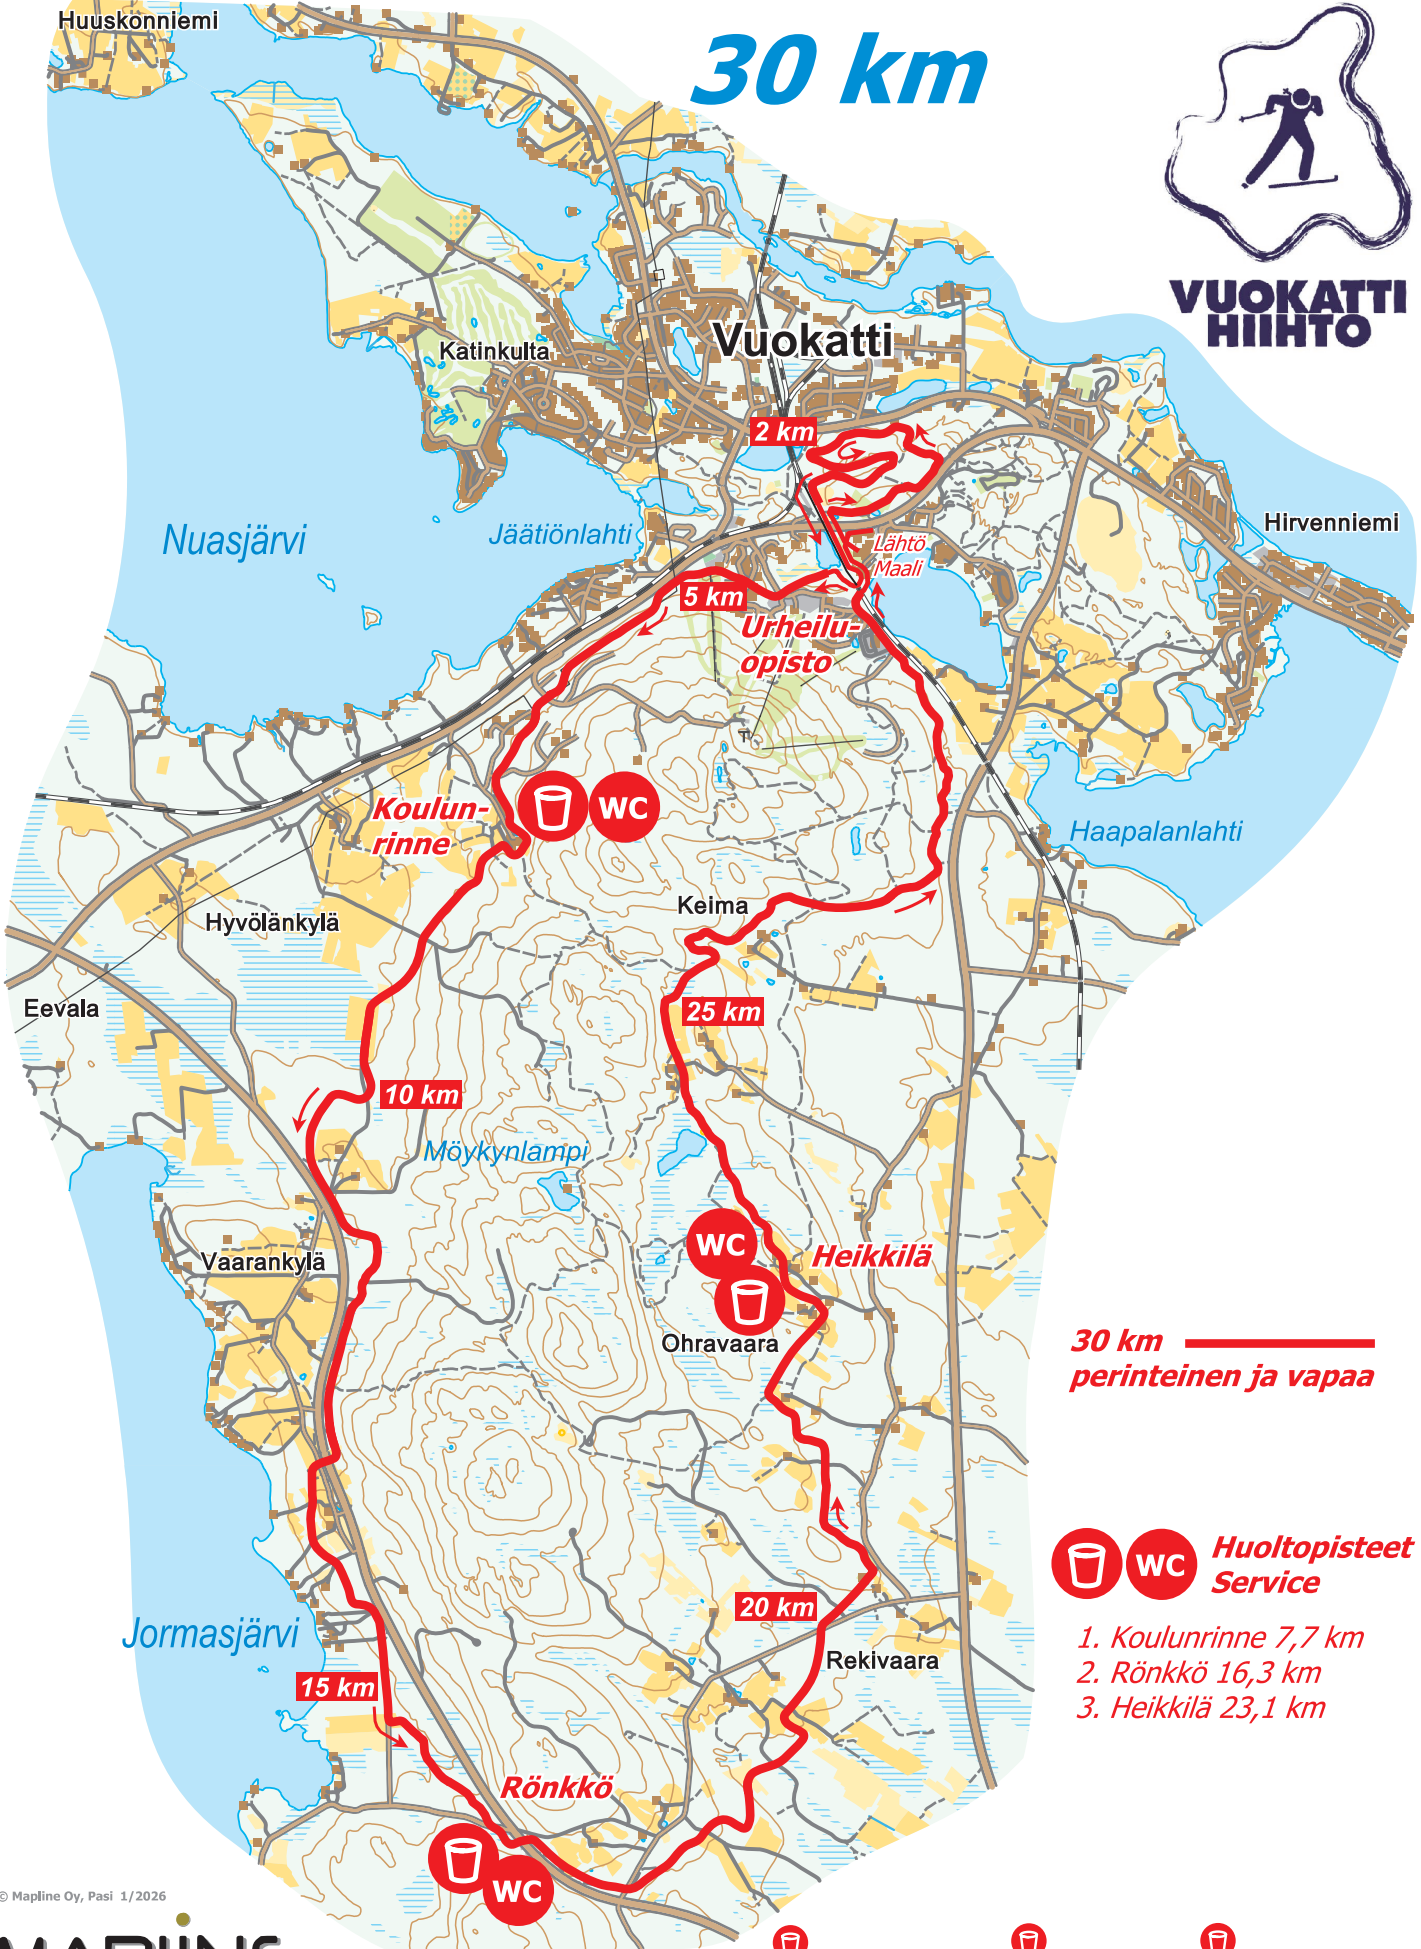 Huuskonniemi
30 km
VUOKATTI
HIIHTO
Vuokatti
Katinkulta
2 km
Nuasjärvi
Jäätiönlahti
Lähtö
Maali
Hirvenniemi
5 km
Urheilu-
opisto
Koulun-
rinne
WC
Haapalanlahti
Keima
Hyvölänkylä
Eevala
25 km
10 km
Möykynlampi
WC
Heikkilä
Vaarankylä
Ohravaara
30 km
perinteinen ja vapaa
WC
Huoltopisteet
Service
20 km
Jormasjärvi
Rekivaara
1. Koulunrinne 7,7 km
2. Rönkkö 16,3 km
3. Heikkilä 23,1 km
15 km
Rönkkö
WC
© Mapline Oy, Pasi 1/2026